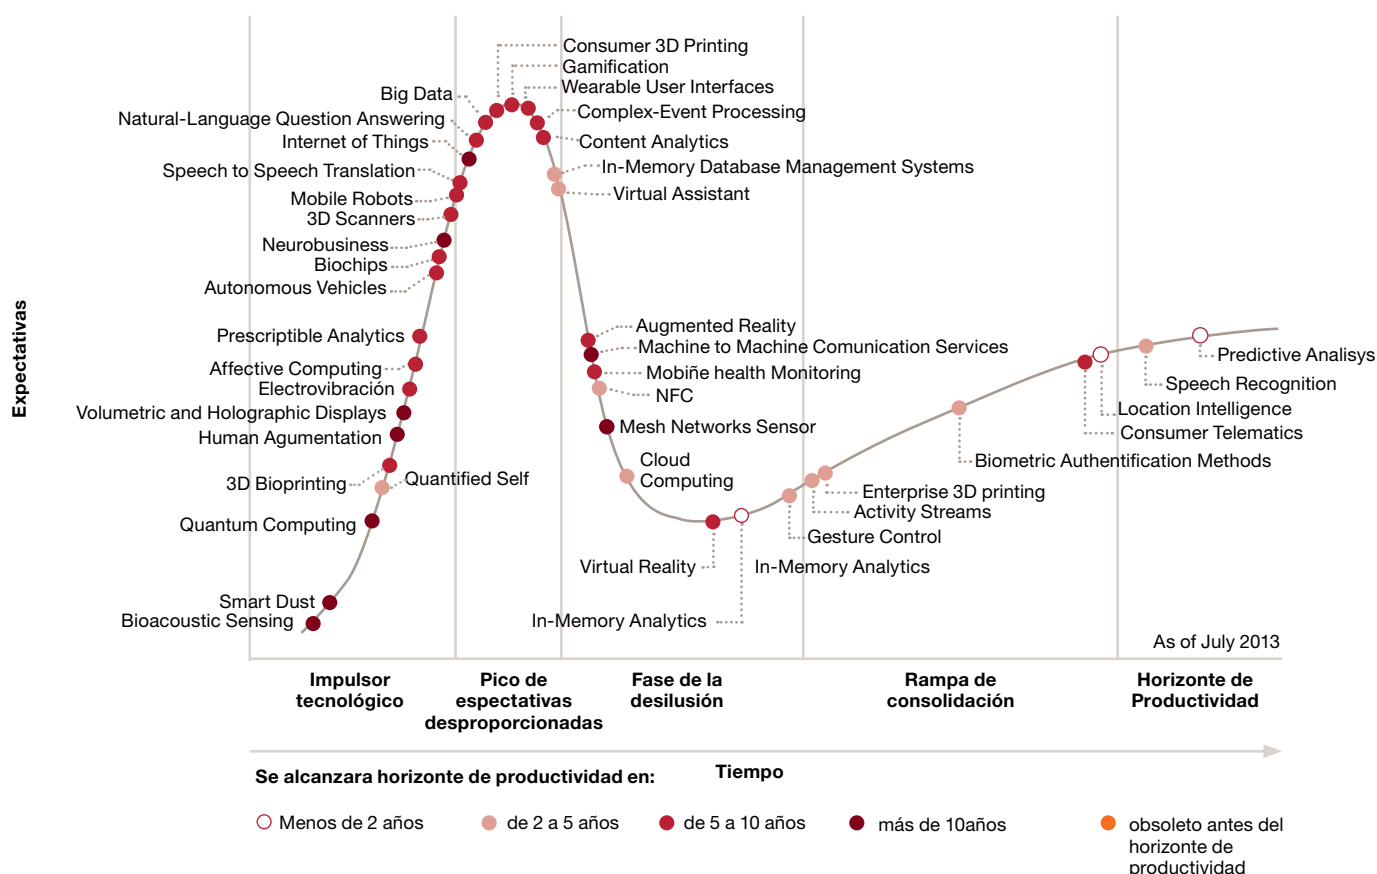 Consumer 3D Printing
Gamification
Wearable User Interfaces
Big Data
Complex-Event Processing
Natural-Language Question Answering
Internet of Things
Content Analytics
Speech to Speech Translation
In-Memory Database Management Systems
Mobile Robots
Virtual Assistant
3D Scanners
Neurobusiness
Biochips
Autonomous Vehicles
Expectativas
Prescriptible Analytics
Augmented Reality
Machine to Machine Comunication Services
Affective Computing
Mobiñe health Monitoring
Electrovibración
NFC
Volumetric and Holographic Displays
Mesh Networks Sensor
Human Agumentation
Cloud
Computing
3D Bioprinting
Quantified Self
Quantum Computing
Smart Dust
Bioacoustic Sensing
Virtual Reality
In-Memory Analytics
In-Memory Analytics
Predictive Analisys
Speech Recognition
Location Intelligence
Consumer Telematics
Biometric Authentification Methods
Enterprise 3D printing
Activity Streams
Gesture Control
As of July 2013
Impulsor
tecnológico
Pico de
espectativas
desproporcionadas
Fase de la
desilusión
Rampa de
consolidación
Horizonte de
Productividad
Tiempo
Se alcanzara horizonte de productividad en:
Menos de 2 años
de 2 a 5 años
de 5 a 10 años
más de 10años
obsoleto antes del
horizonte de
productividad